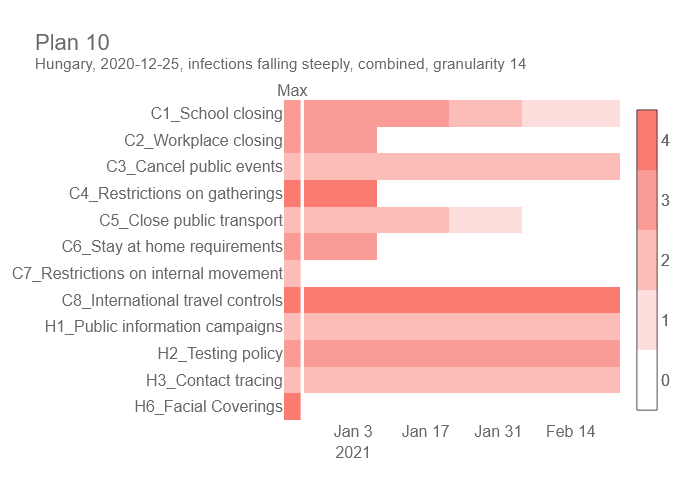 Plan 10
Hungary, 2020-12-25, infections falling steeply, combined, granularity 14
Max
C1_School closing
C2_Workplace closing
C3_Cancel public events
C4_Restrictions on gatherings
C5_Close public transport
C6_Stay at home requirements
C7_Restrictions on internal movement
C8_International travel controls
H1_Public information campaigns
H2_Testing policy
H3_Contact tracing
H6_Facial Coverings
4
3
2
1
0
Jan 3 Jan 17 Jan 31 Feb 14
2021